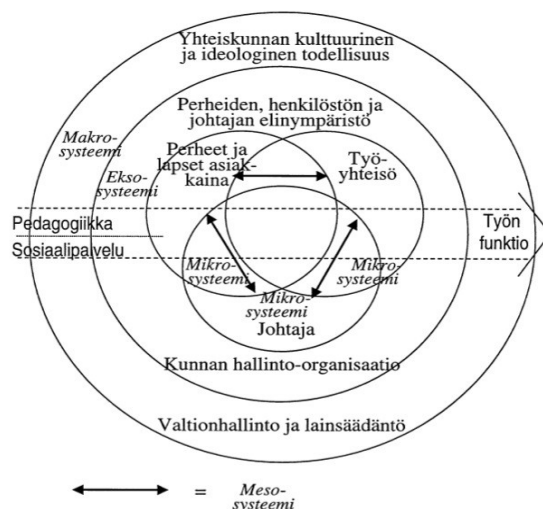 Yhteiskunnan kulttuurinen
ja ideologinen todellisuus
Perheiden, henkilöstön ja
johtajan elinympäristö
Makro-
systeemi
Perheet ja
lapset asiak-
kaina
Työ-
yhteisö
Ekso-
systeemi
Pedagogiikka
Sosiaalipalvelu
Työn
funktio
Mikro-
systeemi
Mikro-
systeemi
Mikro-
systeemi
Johtaja
Kunnan hallinto-organisaatio
Valtionhallinto ja lainsäädäntö
= Meso-
systeemi